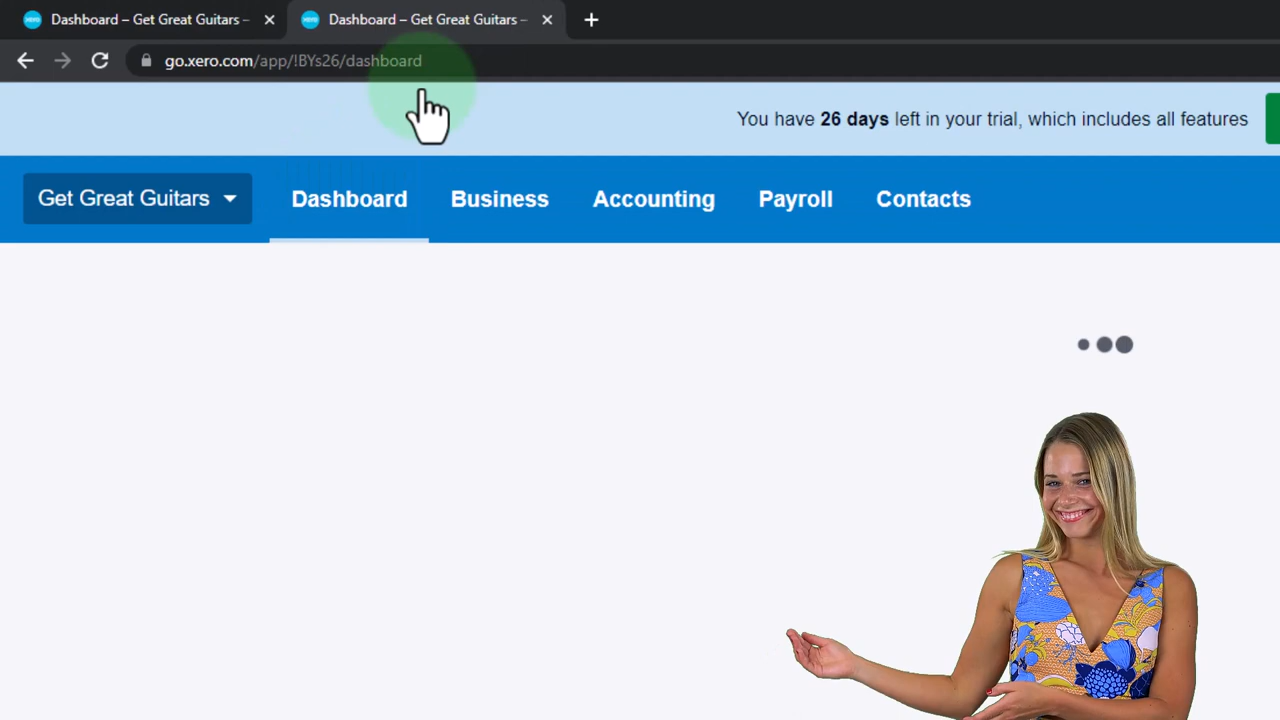 Dashboard – Get Great Guitars –
Dashboard – Get Great Guitars –
go.xero.com/app/!BYs26/dashboard
You have 26 days left in your trial, which includes all features
Get Great Guitars Dashboard Business Accounting Payroll Contacts